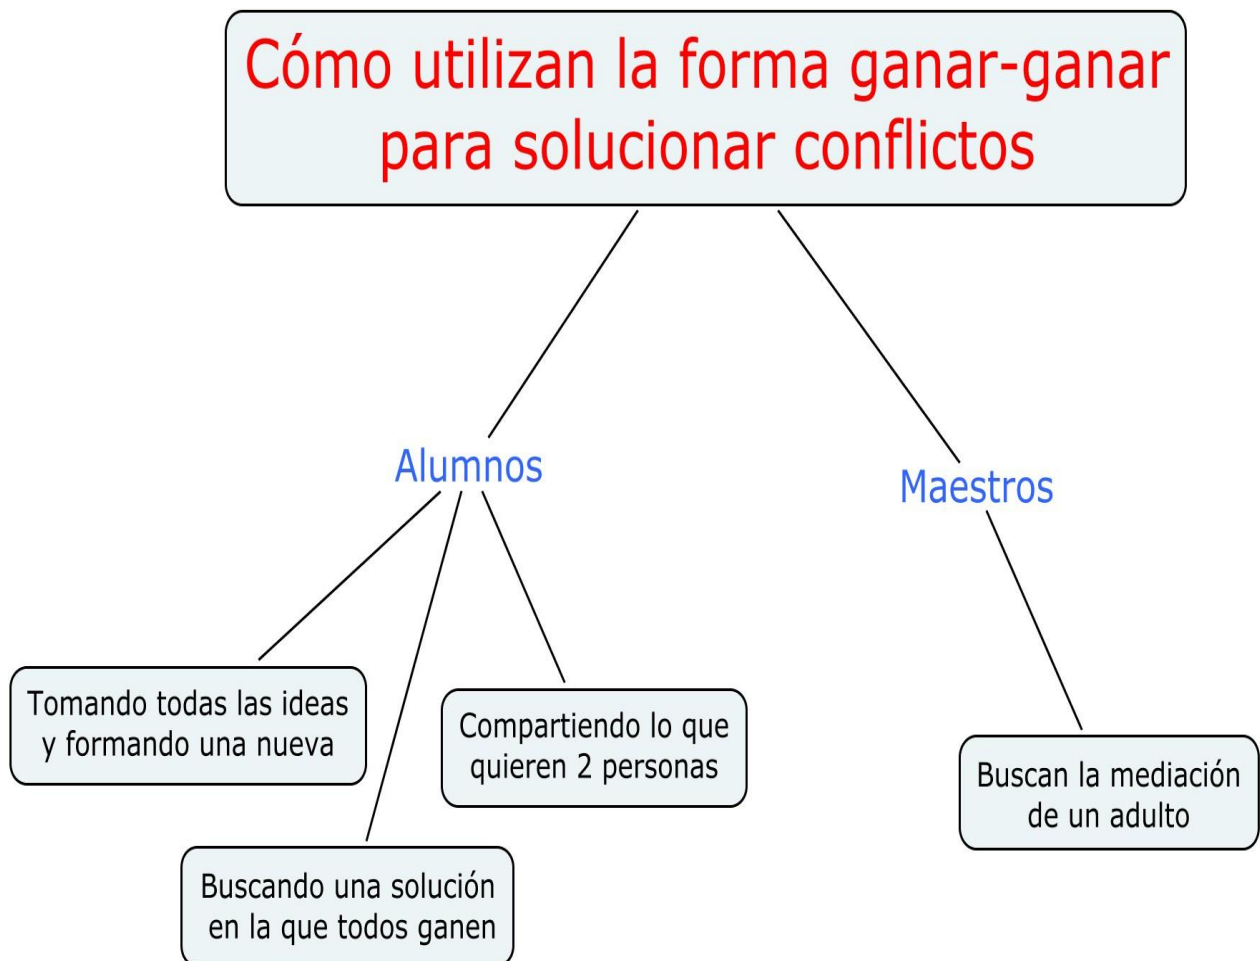 Cómo utilizan la forma ganar-ganar
para solucionar conflictos
Alumnos
Maestros
Tomando todas las ideas
y formando una nueva
Compartiendo lo que
quieren 2 personas
Buscando una solución
en la que todos ganen
Buscan la mediación
de un adulto